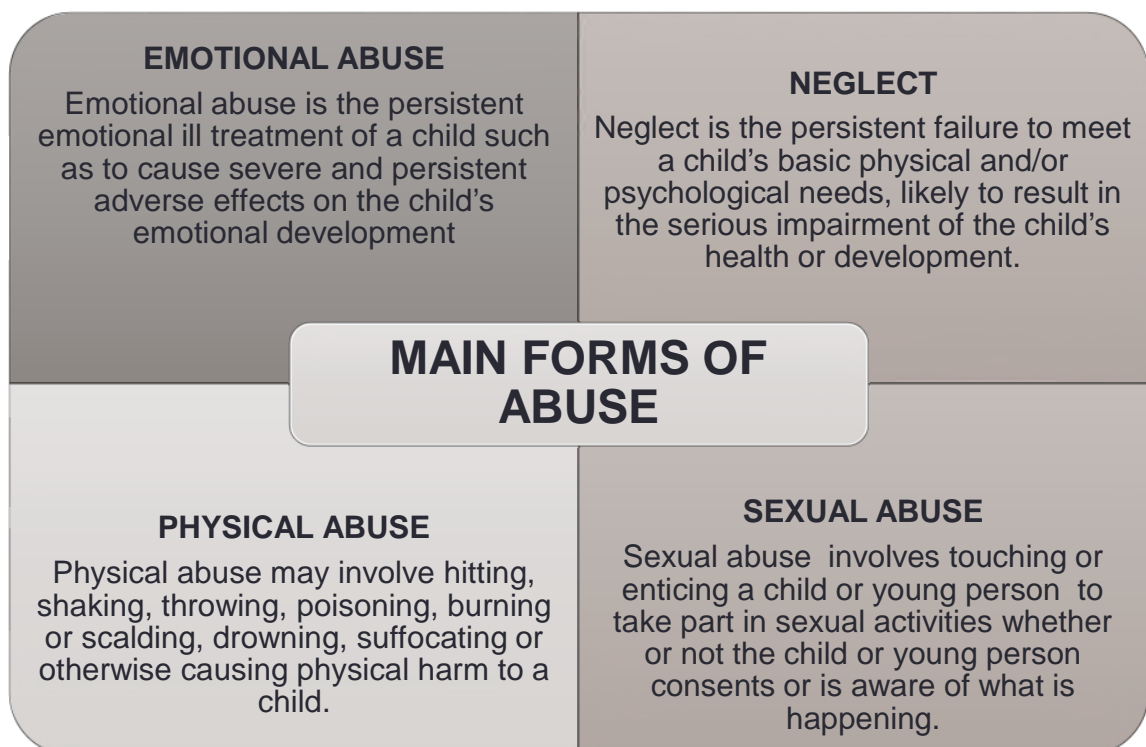 EMOTIONAL ABUSE
Emotional abuse is the persistent
emotional ill treatment of a child such
as to cause severe and persistent
adverse effects on the child's
emotional development
NEGLECT
Neglect is the persistent failure to meet
a child's basic physical and/or
psychological needs, likely to result in
the serious impairment of the child's
health or development.
MAIN FORMS OF
ABUSE
PHYSICAL ABUSE
Physical abuse may involve hitting,
shaking, throwing, poisoning, burning
or scalding, drowning, suffocating or
otherwise causing physical harm to a
child.
SEXUAL ABUSE
Sexual abuse involves touching or
enticing a child or young person to
take part in sexual activities whether
or not the child or young person
consents or is aware of what is
happening.